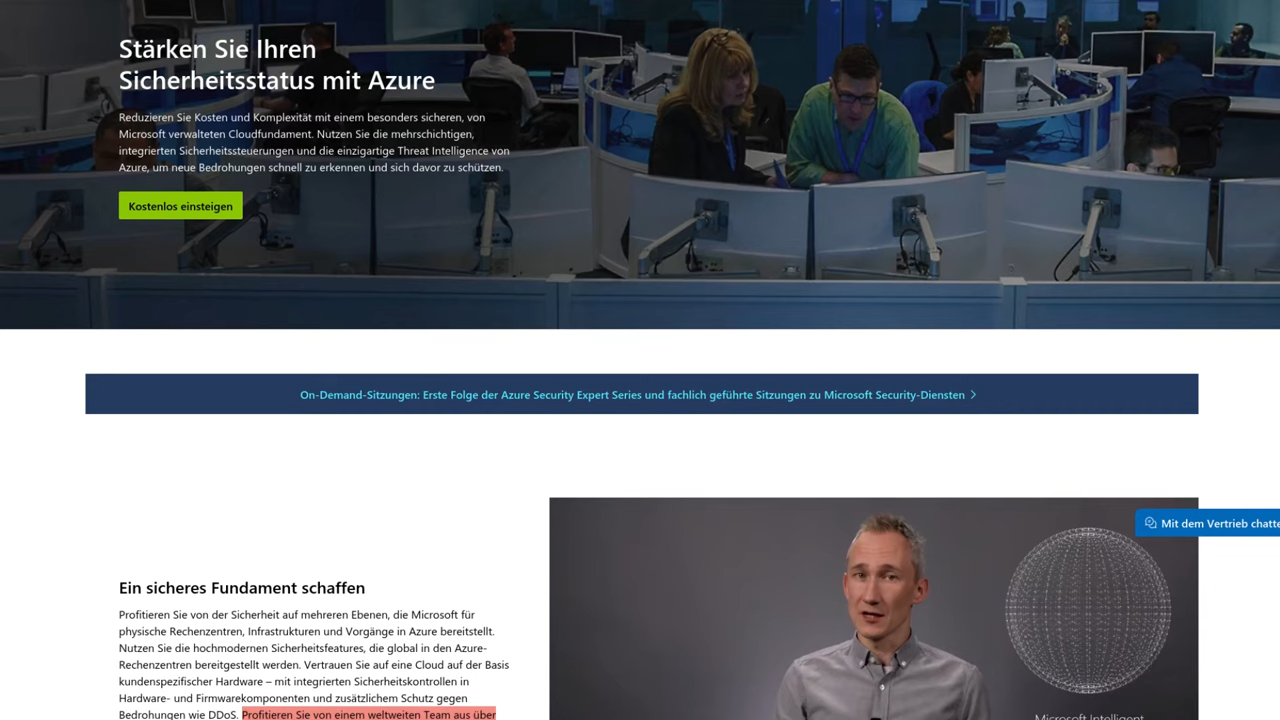 Stärken Sie Ihren
Sicherheitsstatus mit Azure
Reduzieren Sie Kosten und Komplexität mit einem besonders sicheren, von
Microsoft verwalteten Cloudfundament. Nutzen Sie die mehrschichtigen,
integrierten Sicherheitssteuerungen und die einzigartige Threat Intelligence von
Azure, um neue Bedrohungen schnell zu erkennen und sich davor zu schützen.
Kostenlos einsteigen
On-Demand-Sitzungen: Erste Folge der Azure Security Expert Series und fachlich geführte Sitzungen zu Microsoft Security-Diensten
Mit dem Vertrieb chatte
Ein sicheres Fundament schaffen
Profitieren Sie von der Sicherheit auf mehreren Ebenen, die Microsoft für
physische Rechenzentren, Infrastrukturen und Vorgänge in Azure bereitstellt.
Nutzen Sie die hochmodernen Sicherheitsfeatures, die global in den Azure-
Rechenzentren bereitgestellt werden. Vertrauen Sie auf eine Cloud auf der Basis
kundenspezifischer Hardware – mit integrierten Sicherheitskontrollen in
Hardware- und Firmwarekomponenten und zusätzlichem Schutz gegen
Bedrohungen wie DDoS. Profitieren Sie von einem weltweiten Team aus über
Microsoft Intelligent